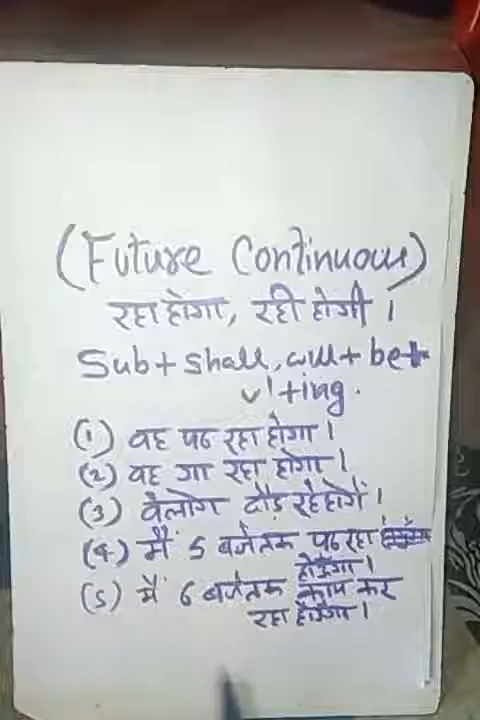 (Future Continuous)
रहा होगा, रही होगी ।
Sub + shall, will + be +
v¹ + ing.
(1) वह पढ रहा होगा ।
(2) वह गा रहा होगा ।
(3) वेलोग दौड़ रहे होगें ।
(4) मैं 5 बजेतक पढ रहा
होऊँगा ।
(5) मैं 6 बजेतक काम कर
रहा होऊँगा ।